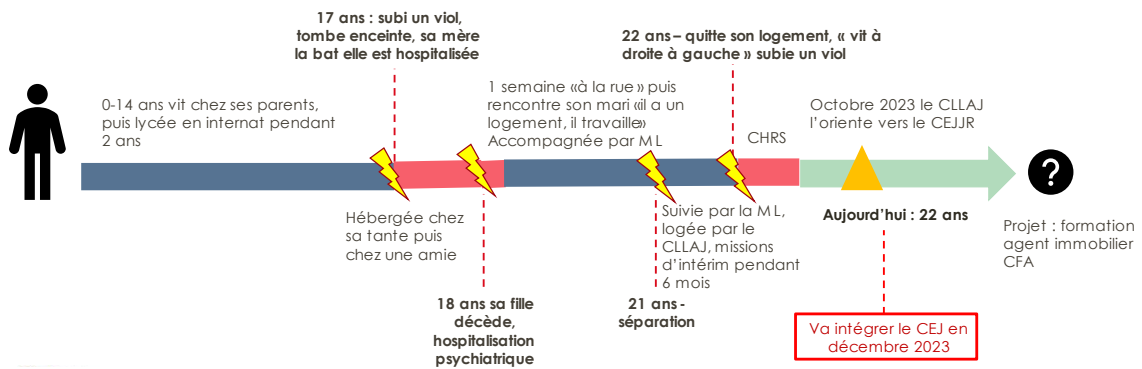 17 ans : subi un viol,
tombe enceinte, sa mère
la bat elle est hospitalisée
22 ans – quitte son logement, « vit à
droite à gauche » subie un viol
0-14 ans vit chez ses parents,
puis lycée en internat pendant
2 ans
1 semaine «à la rue » puis
rencontre son mari «il a un
logement, il travaille»
Accompagnée par ML
CHRS
Octobre 2023 le CLLAJ
l'oriente vers le CEJJR
?
Hébergée chez
sa tante puis
chez une amie
Suivie par la ML,
logée par le
CLLAJ, missions
d'intérim pendant
6 mois
Aujourd'hui : 22 ans
Projet : formation
agent immobilier
CFA
18 ans sa fille
décède,
hospitalisation
psychiatrique
21 ans -
séparation
Va intégrer le CEJ en
décembre 2023